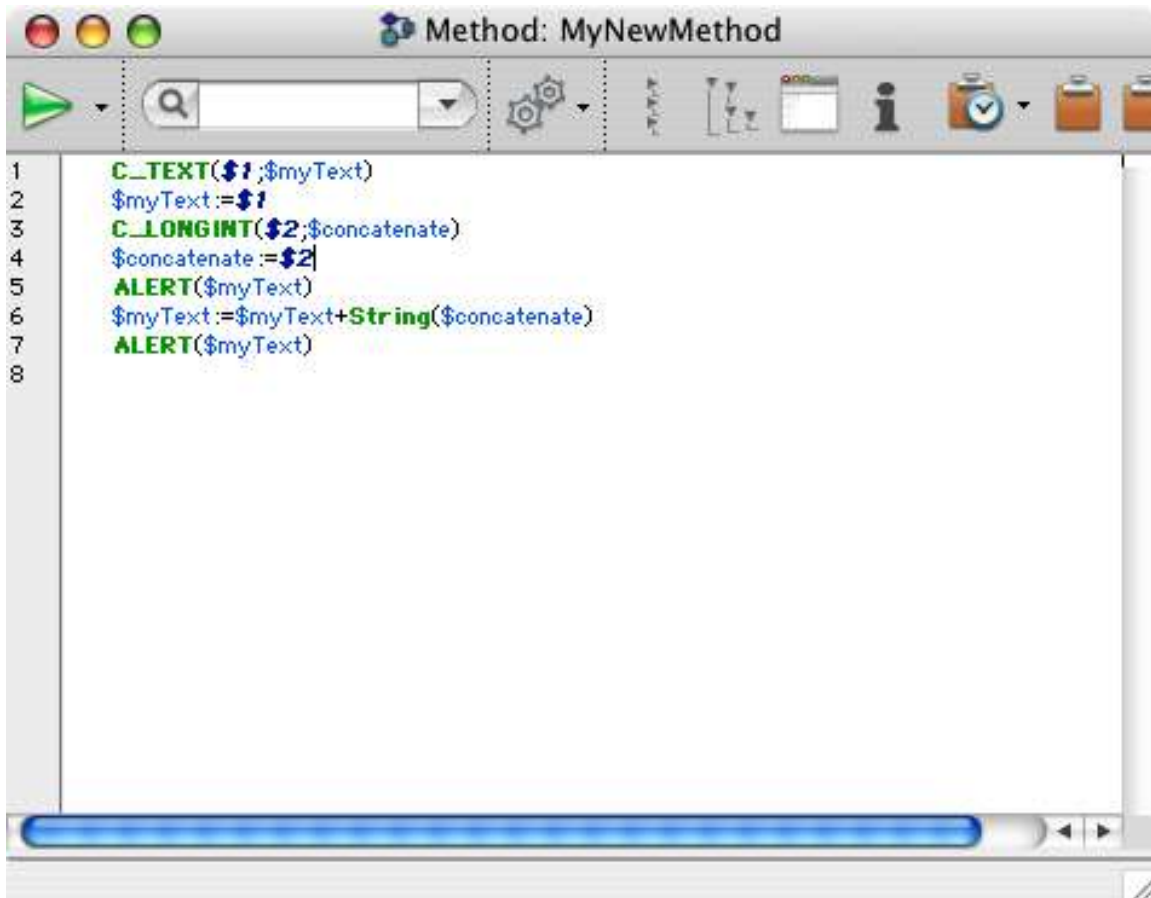 Method: MyNewMethod
1 C_TEXT($1;$myText)
2 $myText:=$1
3 C_LONGINT($2;$concatenate)
4 $concatenate:=$2
5 ALERT($myText)
6 $myText:=$myText+String($concatenate)
7 ALERT($myText)
8